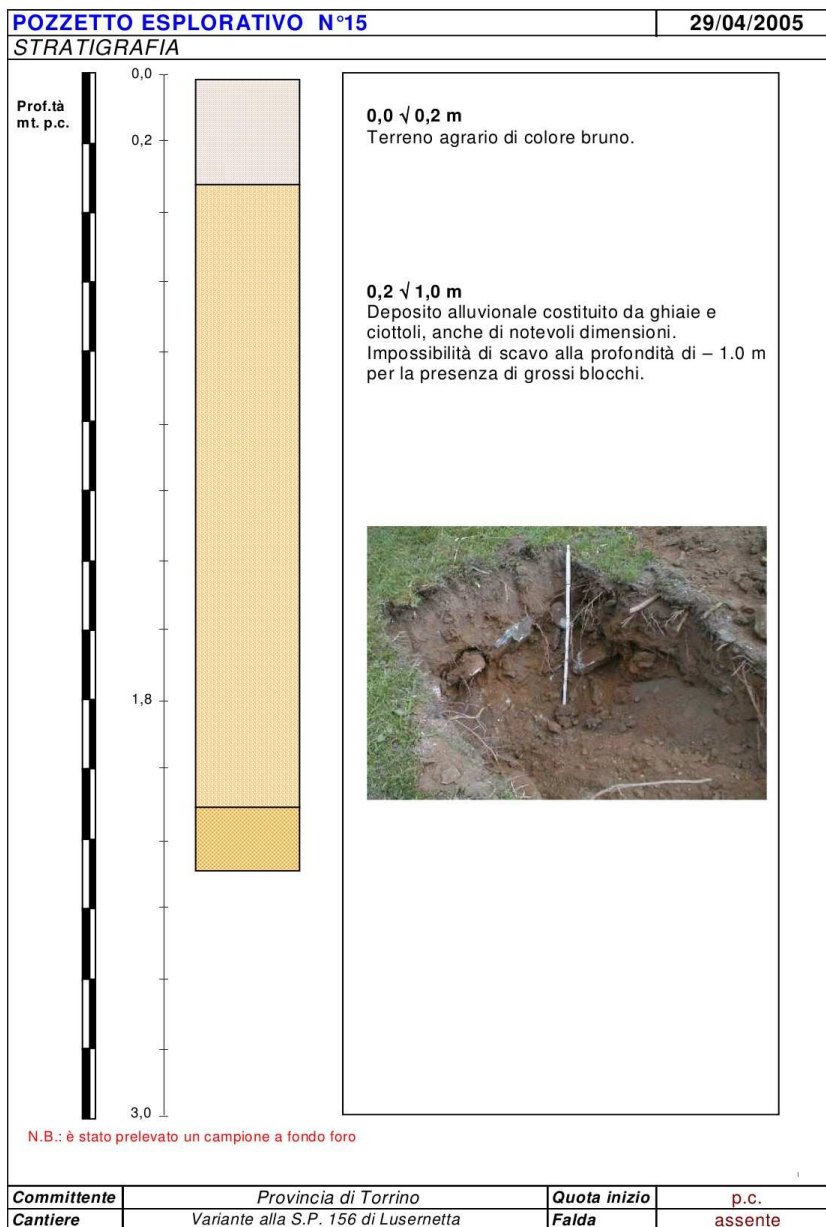 POZZETTO ESPLORATIVO N°15
29/04/2005
STRATIGRAFIA
Prof.tà
mt. p.c.
0,0
0,2
1,8
3,0
0,0 √ 0,2 m
Terreno agrario di colore bruno.
0,2 √ 1,0 m
Deposito alluvionale costituito da ghiaie e
ciottoli, anche di notevoli dimensioni.
Impossibilità di scavo alla profondità di – 1.0 m
per la presenza di grossi blocchi.
N.B.: è stato prelevato un campione a fondo foro
Committente Provincia di Torrino Quota inizio p.c.
Cantiere Variante alla S.P. 156 di Lusernetta Falda assente